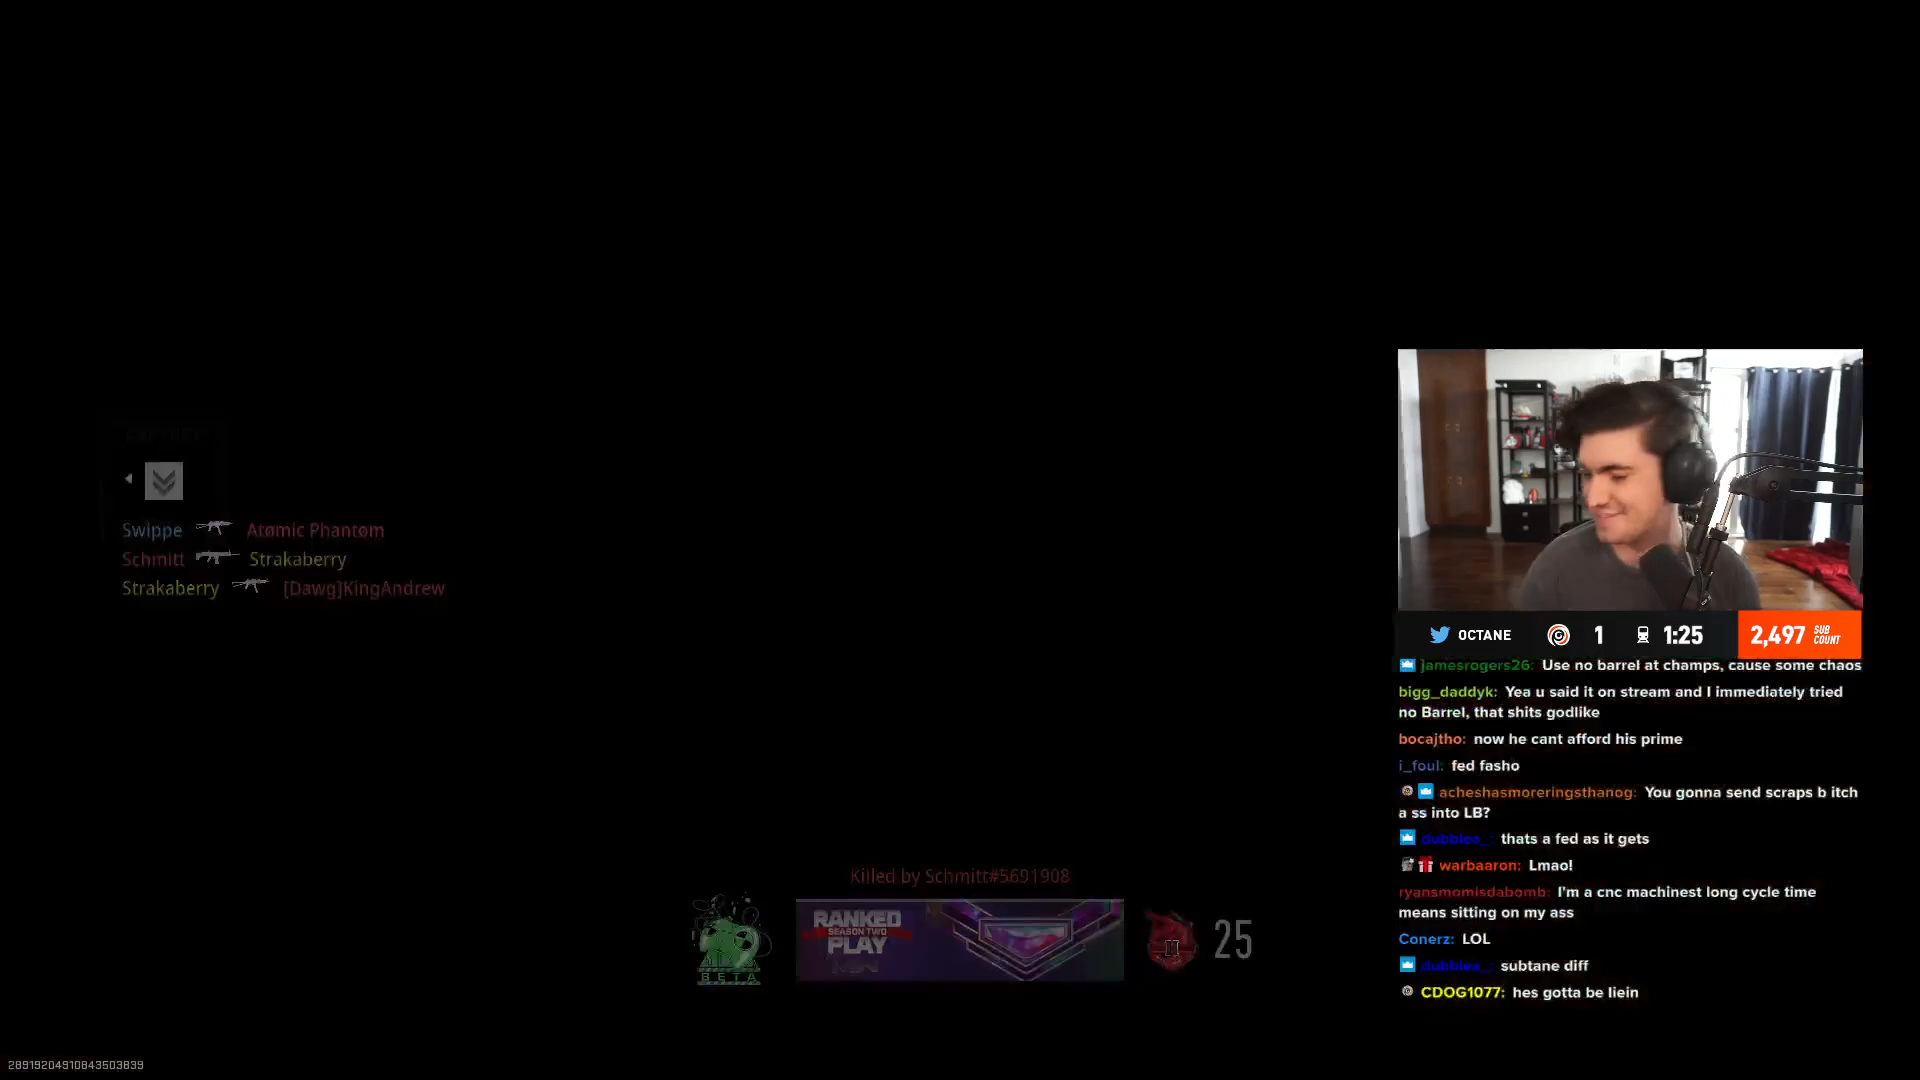 Swippe Atømic Phantøm
Schmitt Strakaberry
Strakaberry [Dawg]KingAndrew
Killed by Schmitt#5691908
RANKED
SEASON TWO
PLAY
BETA
25
OCTANE 1 1:25 2,497 SUB COUNT
jamesrogers26: Use no barrel at champs, cause some chaos
bigg_daddyk: Yea u said it on stream and I immediately tried
no Barrel, that shits godlike
bocajtho: now he cant afford his prime
i_foul: fed fasho
acheshasmoreringsthanog: You gonna send scraps b itch
a ss into LB?
thats a fed as it gets
warbaaron: Lmao!
ryansmomisdabomb: I'm a cnc machinest long cycle time
means sitting on my ass
Conerz: LOL
subtane diff
CDOG1077: hes gotta be liein
28919204910843503839